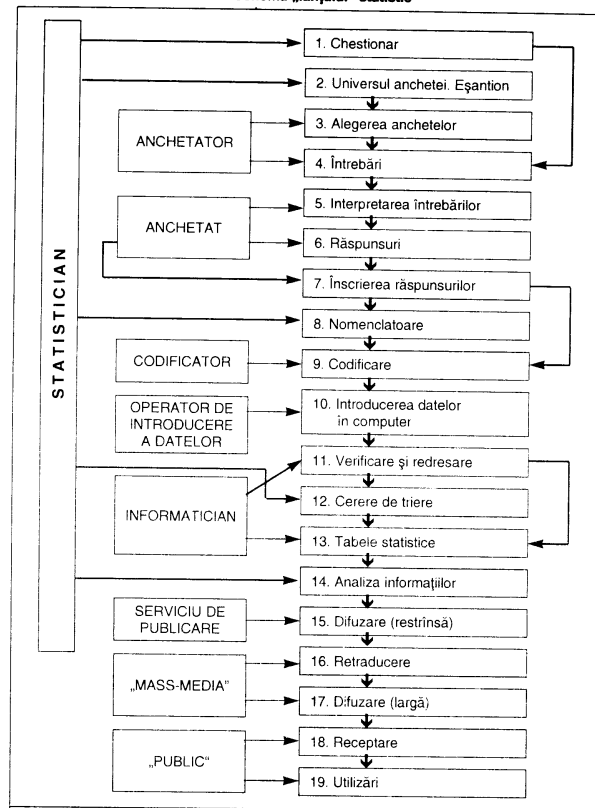 „lanţului" statistic
STATISTICIAN
1. Chestionar
2. Universul anchetei. Eşantion
ANCHETATOR
3. Alegerea anchetelor
4. Întrebări
ANCHETAT
5. Interpretarea întrebărilor
6. Răspunsuri
7. Înscrierea răspunsurilor
8. Nomenclatoare
CODIFICATOR
9. Codificare
OPERATOR DE
INTRODUCERE
A DATELOR
10. Introducerea datelor
in computer
11. Verificare şi redresare
INFORMATICIAN
12. Cerere de triere
13. Tabele statistice
14. Analiza informaţiilor
SERVICIU DE
PUBLICARE
15. Difuzare (restrînsă)
„MASS-MEDIA"
16. Retraducere
17. Difuzare (largă)
„PUBLIC"
18. Receptare
19. Utilizări